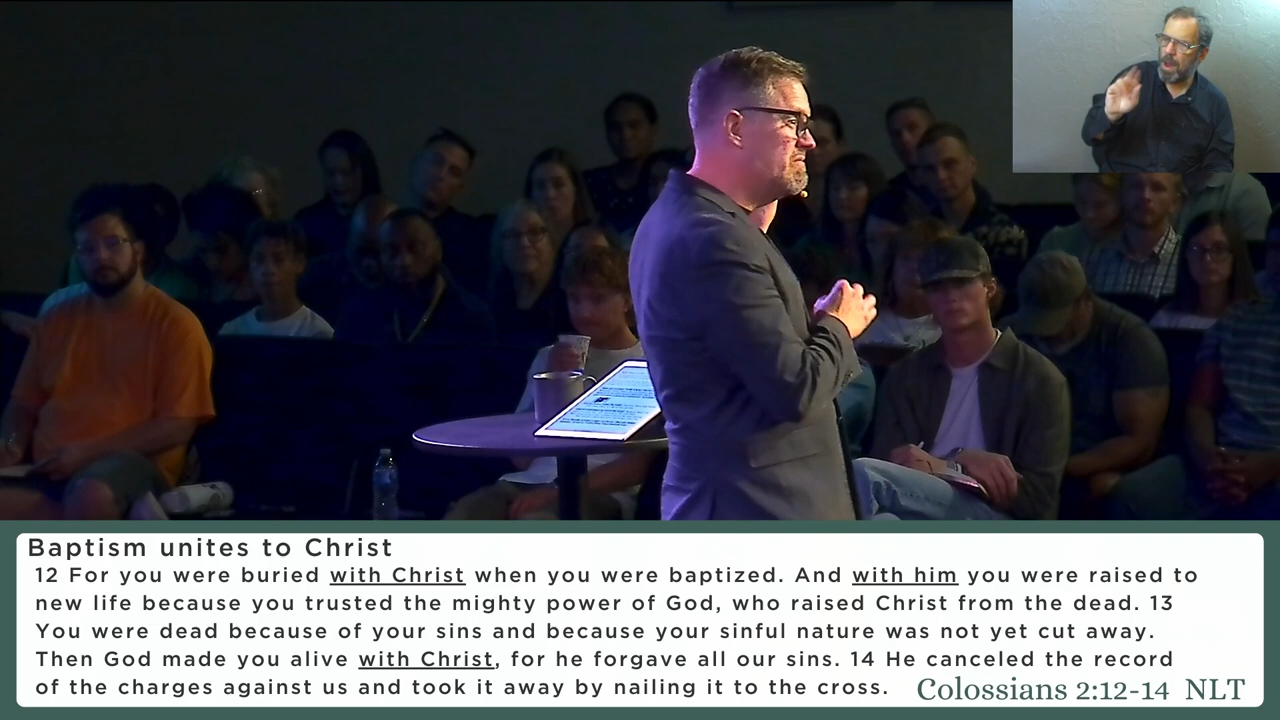 Baptism unites to Christ
12 For you were buried with Christ when you were baptized. And with him you were raised to
new life because you trusted the mighty power of God, who raised Christ from the dead. 13
You were dead because of your sins and because your sinful nature was not yet cut away.
Then God made you alive with Christ, for he forgave all our sins. 14 He canceled the record
of the charges against us and took it away by nailing it to the cross. Colossians 2:12-14 NLT